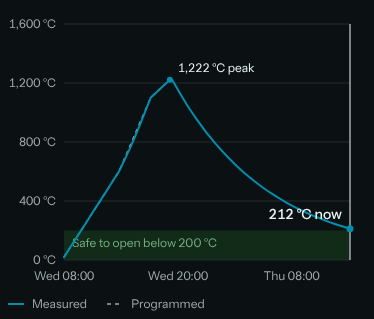 1,600 °C
1,222 °C peak
1,200 °C
800 °C
400 °C
212 °C now
Safe to open below 200 °C
0 °C
Wed 08:00 Wed 20:00 Thu 08:00
Measured Programmed